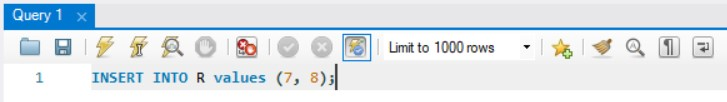 Query 1
Limit to 1000 rows
1
INSERT INTO R values (7, 8);